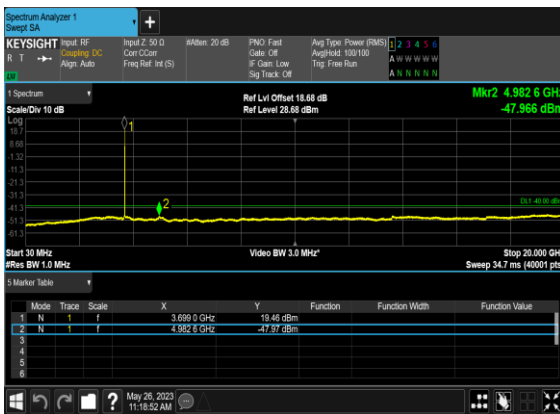 Spectrum Analyzer 1
Swept SA
KEYSIGHT
R T
LV
Input: RF
Coupling: DC
Align: Auto
Input Z: 50 Ω
Corr CCorr
Freq Ref: Int (S)
#Atten: 20 dB
PNO: Fast
Gate: Off
IF Gain: Low
Sig Track: Off
Avg Type: Power (RMS)
Avg|Hold: 100/100
Trig: Free Run
1 2 3 4 5 6
A W W W W W
A N N N N N
1 Spectrum
Scale/Div 10 dB
Ref Lvl Offset 18.68 dB
Ref Level 28.68 dBm
Mkr2 4.982 6 GHz
-47.966 dBm
Log
18.7
8.68
-1.32
-11.3
-21.3
-31.3
-41.3
-51.3
-61.3
1
2
DL1 -40.00 dBm
Start 30 MHz
#Res BW 1.0 MHz
Video BW 3.0 MHz*
Stop 20.000 GH
Sweep 34.7 ms (40001 pts
5 Marker Table
Mode Trace Scale X Y Function Function Width Function Value
1 N 1 f 3.699 0 GHz 19.46 dBm
2 N 1 f 4.982 6 GHz -47.97 dBm
3
4
5
6
?
May 26, 2023
11:18:52 AM